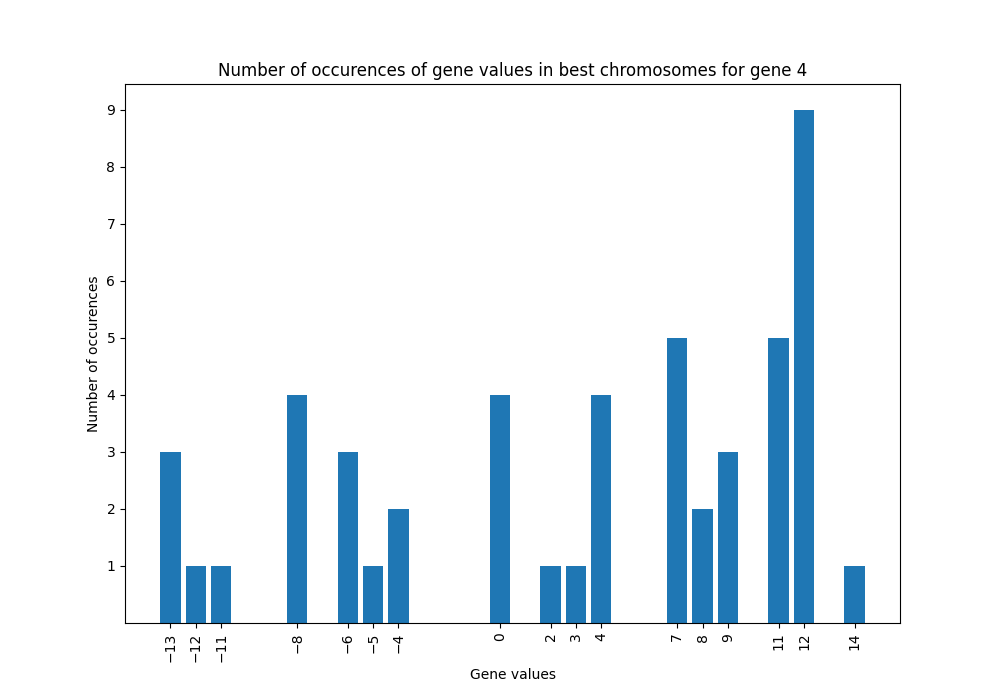 Number of occurences of gene values in best chromosomes for gene 4
Number of occurences
9
8
7
6
5
4
3
2
1
−13 −12 −11 −8 −6 −5 −4 0 2 3 4 7 8 9 11 12 14
Gene values